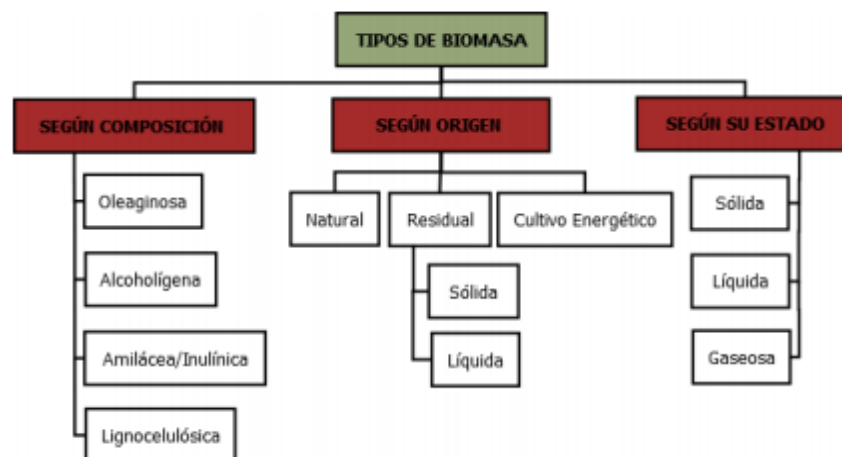 TIPOS DE BIOMASA
SEGÚN COMPOSICIÓN
SEGÚN ORIGEN
SEGÚN SU ESTADO
Oleaginosa
Alcoholígena
Amilácea/Inulínica
Lignocelulósica
Natural
Residual
Cultivo Energético
Sólida
Líquida
Sólida
Líquida
Gaseosa